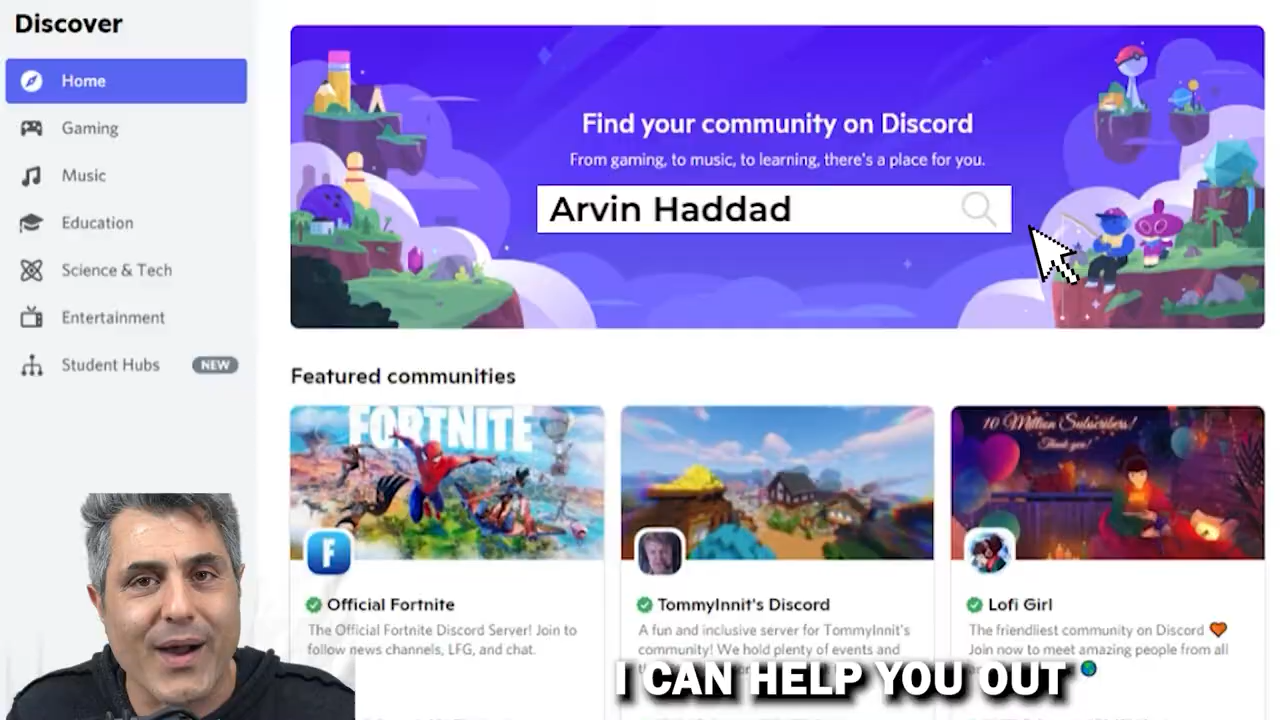 Discover
Home
Gaming
Music
Education
Science & Tech
Entertainment
Student Hubs NEW
Find your community on Discord
From gaming, to music, to learning, there's a place for you.
Arvin Haddad
Featured communities
FORTNITE
10 Million Subscribers!
Thank you!
F
Official Fortnite
The Official Fortnite Discord Server! Join to
follow news channels, LFG, and chat.
TommyInnit's Discord
A fun and inclusive server for TommyInnit's
community! We hold plenty of events and
Lofi Girl
The friendliest community on Discord 🧡
Join now to meet amazing people from all
I CAN HELP YOU OUT